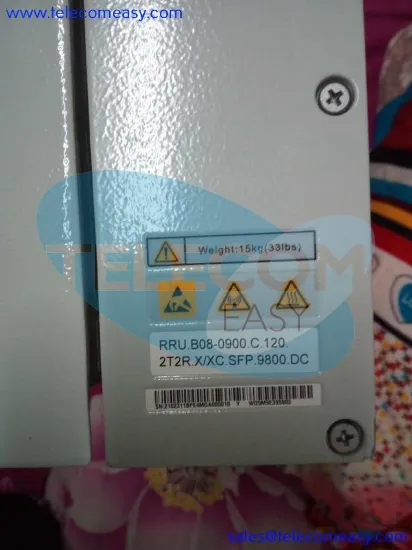 www.telecomeasy.com
Weight:15kg(33lbs)
TELECOM
EASY
RRU.B08-0900.C.120.
2T2R.X/XC.SFP.9800.DC
sales@telecomeasy.com